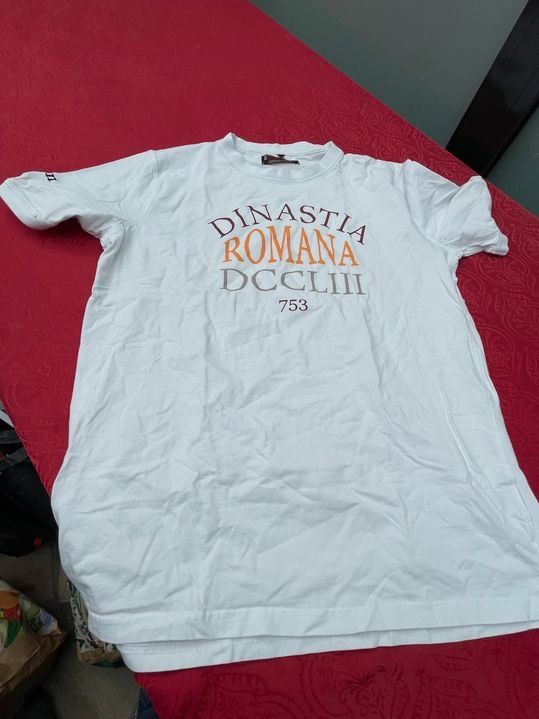 DINASTIA
ROMANA
DCCLIII
753